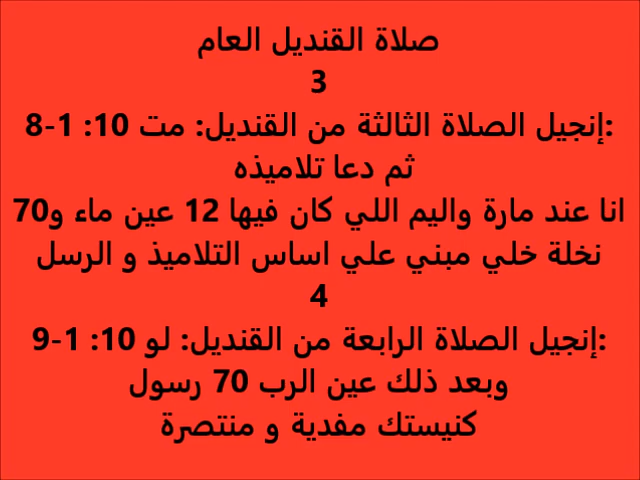 صلاة القنديل العام
3
إنجيل الصلاة الثالثة من القنديل: مت 10: 1-8:
ثم دعا تلاميذه
انا عند مارة واليم اللي كان فيها 12 عين ماء و70
نخلة خلي مبني علي اساس التلاميذ و الرسل
4
إنجيل الصلاة الرابعة من القنديل: لو 10: 1-9:
وبعد ذلك عين الرب 70 رسول
كنيستك مفدية و منتصرة